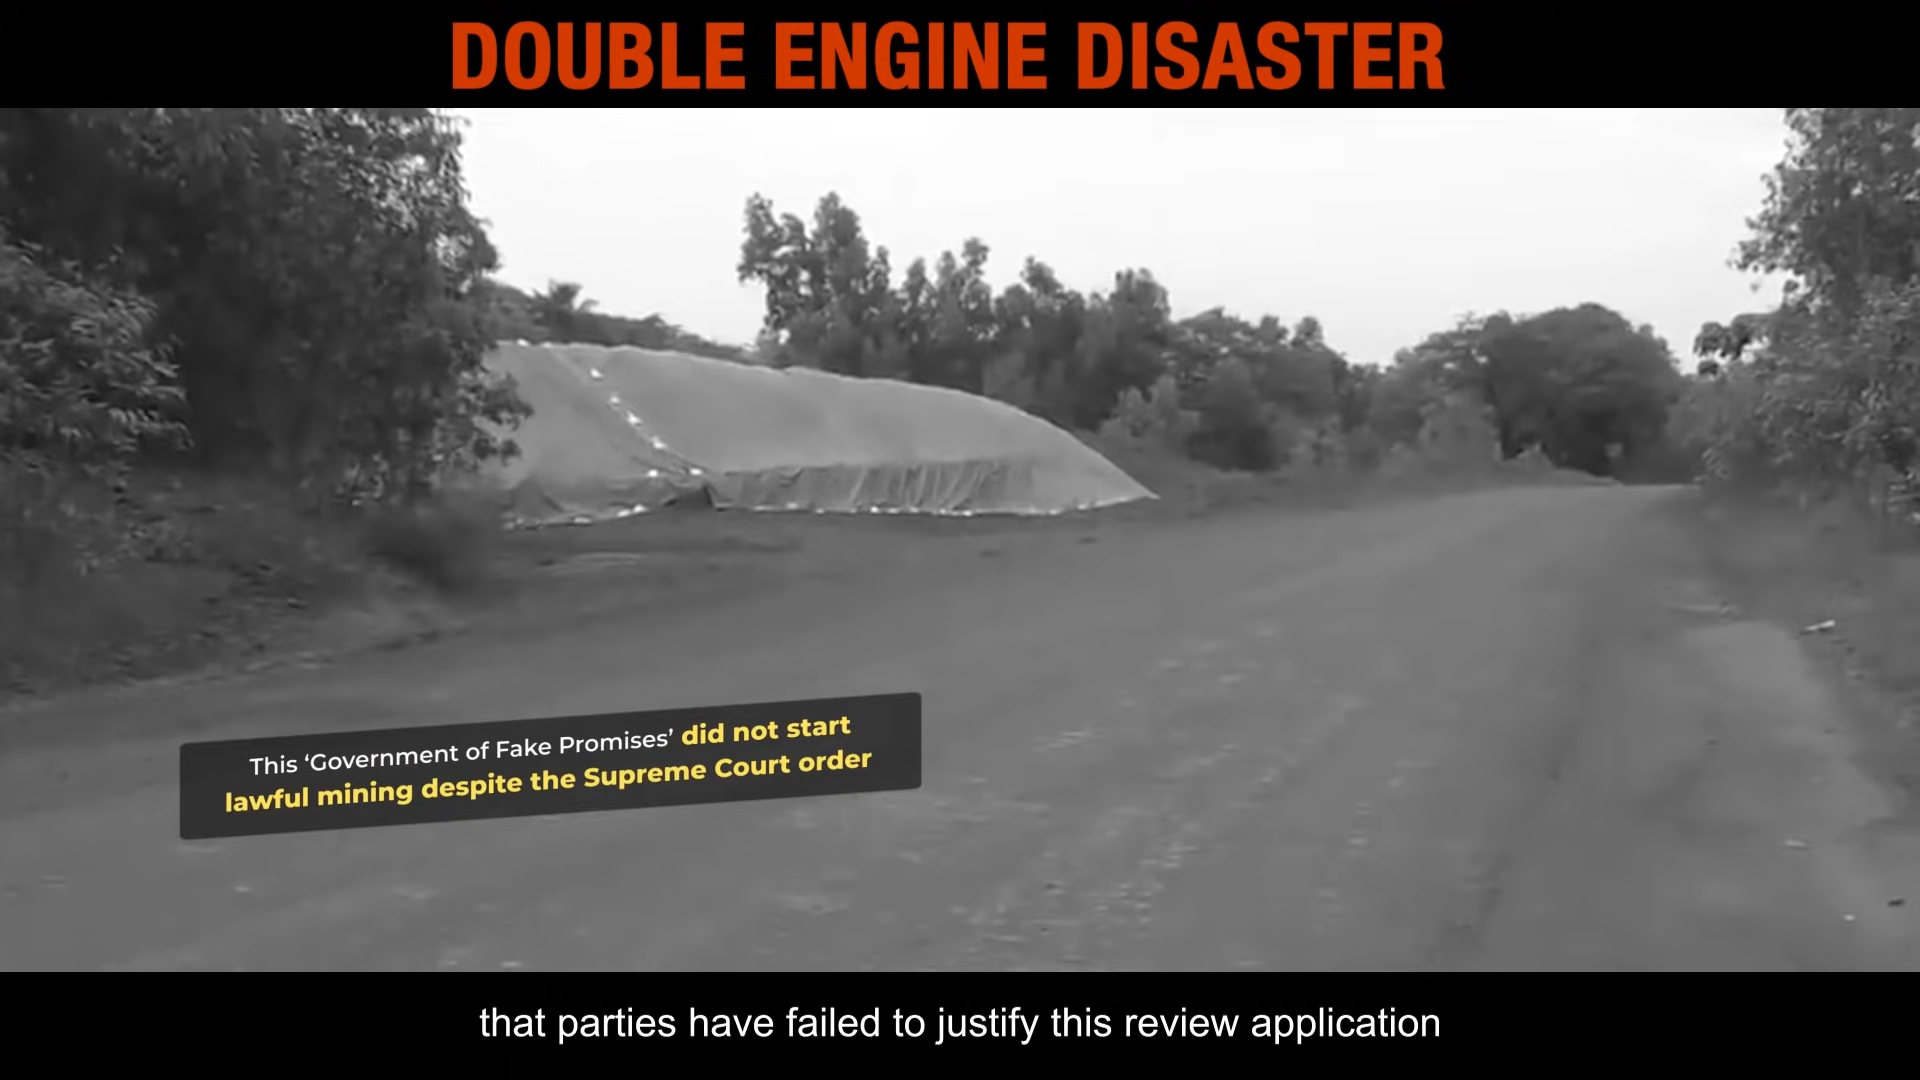 DOUBLE ENGINE DISASTER
This ‘Government of Fake Promises’ did not start
lawful mining despite the Supreme Court order
that parties have failed to justify this review application